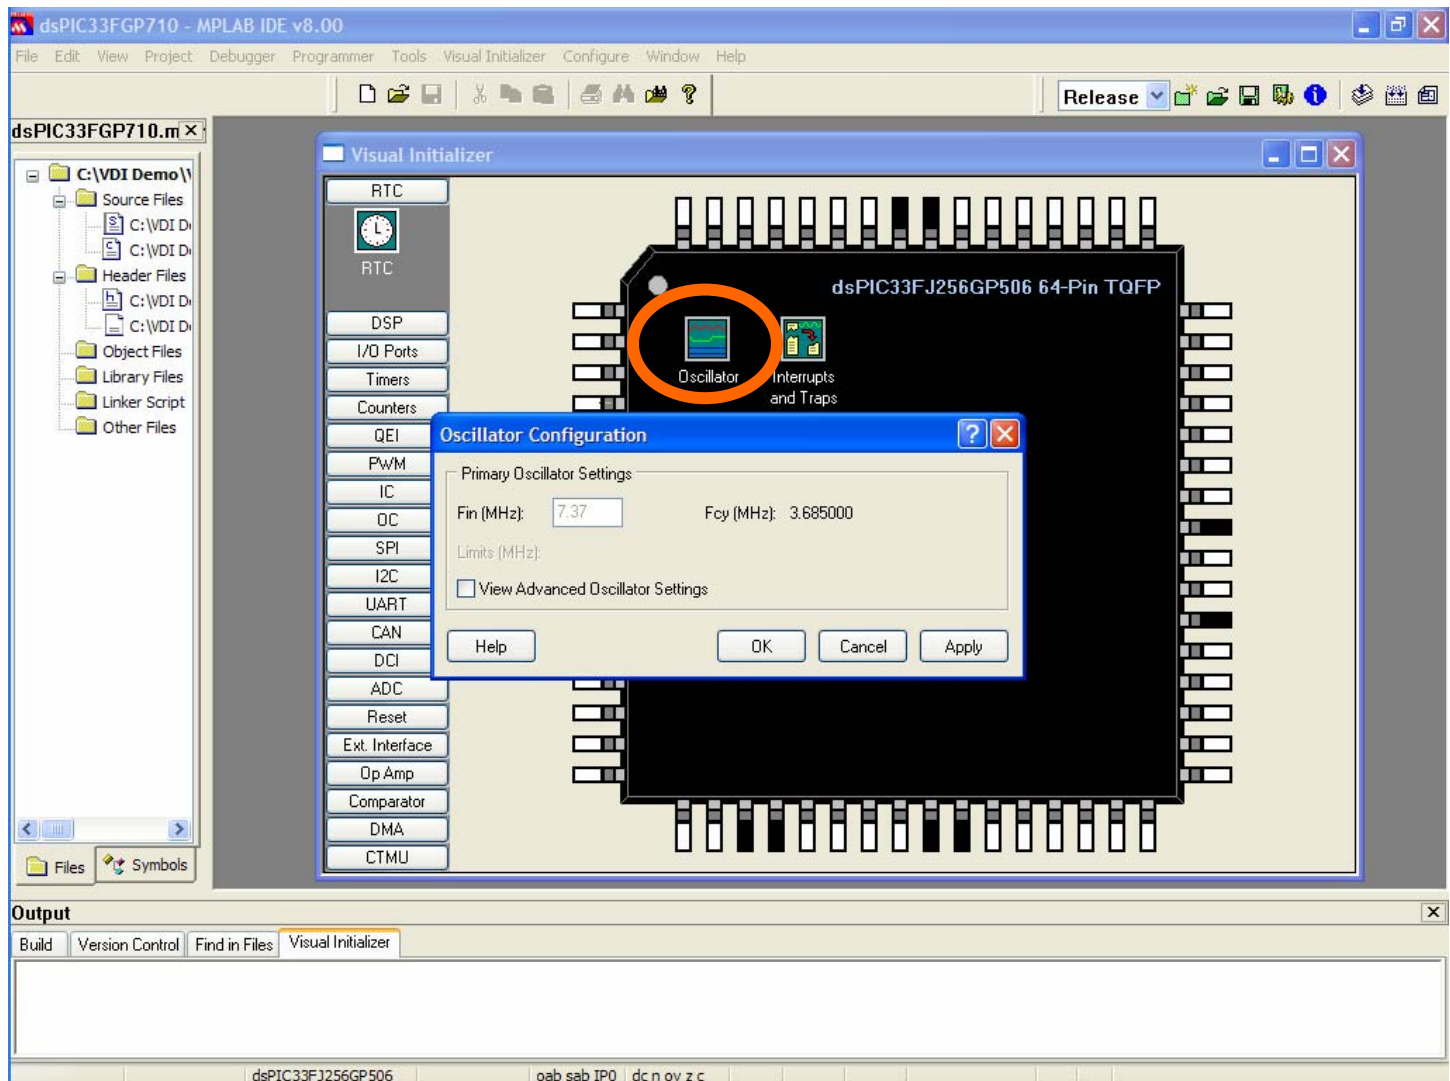 dsPIC33FGP710 - MPLAB IDE v8.00
File Edit View Project Debugger Programmer Tools Visual Initializer Configure Window Help
Release
dsPIC33FGP710.m
C:\VDI Demo\
Source Files
C:\VDI D
C:\VDI D
Header Files
C:\VDI D
C:\VDI D
Object Files
Library Files
Linker Script
Other Files
Files Symbols
Visual Initializer
RTC
RTC
DSP
I/O Ports
Timers
Counters
QEI
PWM
IC
OC
SPI
I2C
UART
CAN
DCI
ADC
Reset
Ext. Interface
Op Amp
Comparator
DMA
CTMU
dsPIC33FJ256GP506 64-Pin TQFP
Oscillator
Interrupts
and Traps
Oscillator Configuration
Primary Oscillator Settings
Fin (MHz): 7.37 Fcy (MHz): 3.685000
Limits (MHz):
View Advanced Oscillator Settings
Help OK Cancel Apply
Output
Build Version Control Find in Files Visual Initializer
dsPIC33FJ256GP506 oab sab IP0 dc n ov z c